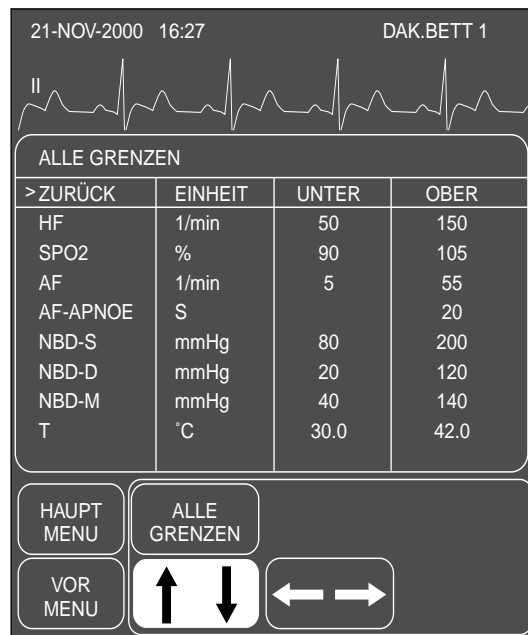 21-NOV-2000 16:27 DAK.BETT 1
II
ALLE GRENZEN
>ZURÜCK EINHEIT UNTER OBER
HF 1/min 50 150
SPO2 % 90 105
AF 1/min 5 55
AF-APNOE S 20
NBD-S mmHg 80 200
NBD-D mmHg 20 120
NBD-M mmHg 40 140
T °C 30.0 42.0
HAUPT MENU
ALLE GRENZEN
VOR MENU